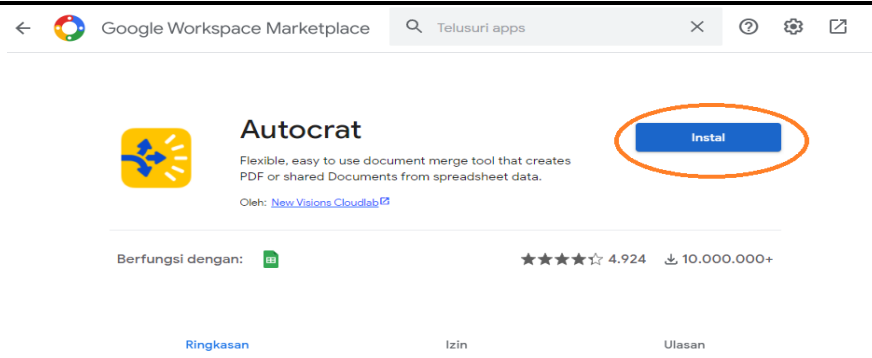 Google Workspace Marketplace
Telusuri apps
Autocrat
Instal
Flexible, easy to use document merge tool that creates
PDF or shared Documents from spreadsheet data.
Oleh: New Visions Cloudlab
Berfungsi dengan:
4.924
10.000.000+
Ringkasan
Izin
Ulasan